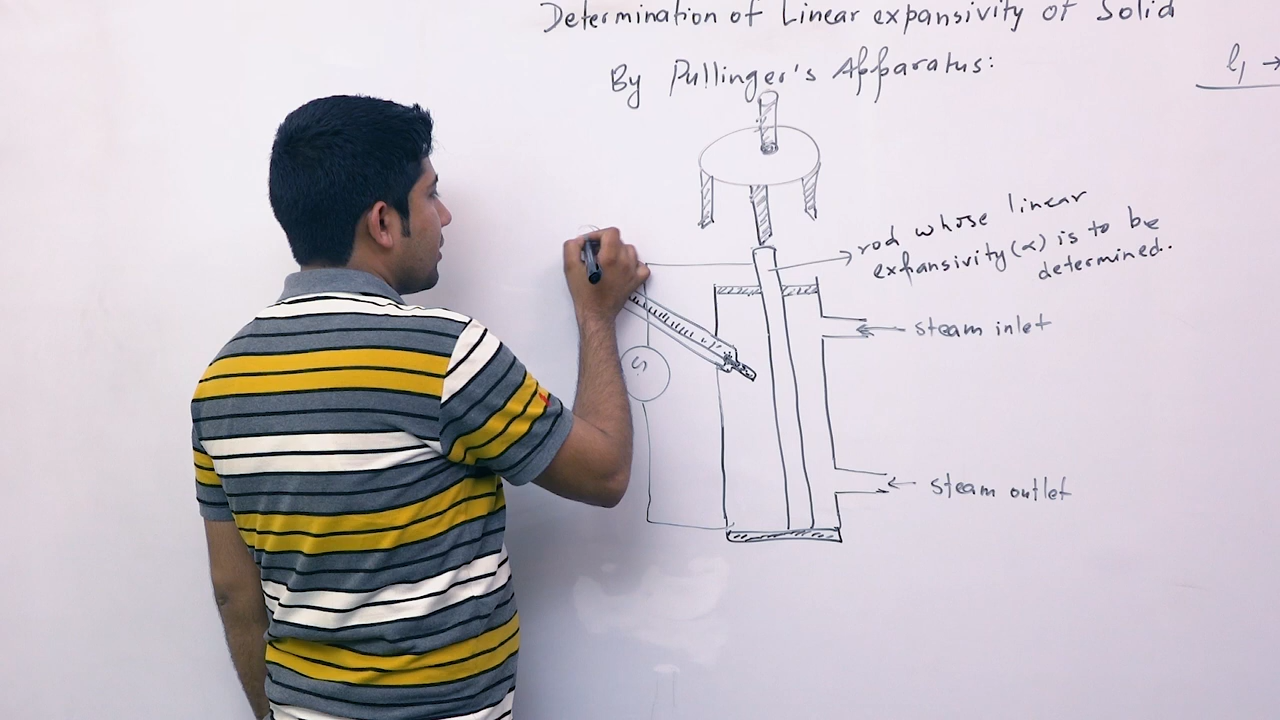 Determination of Linear expansivity of Solid
By Pullinger's Apparatus:
l₁ →
rod whose linear
expansivity (α) is to be
determined..
steam inlet
G
steam outlet